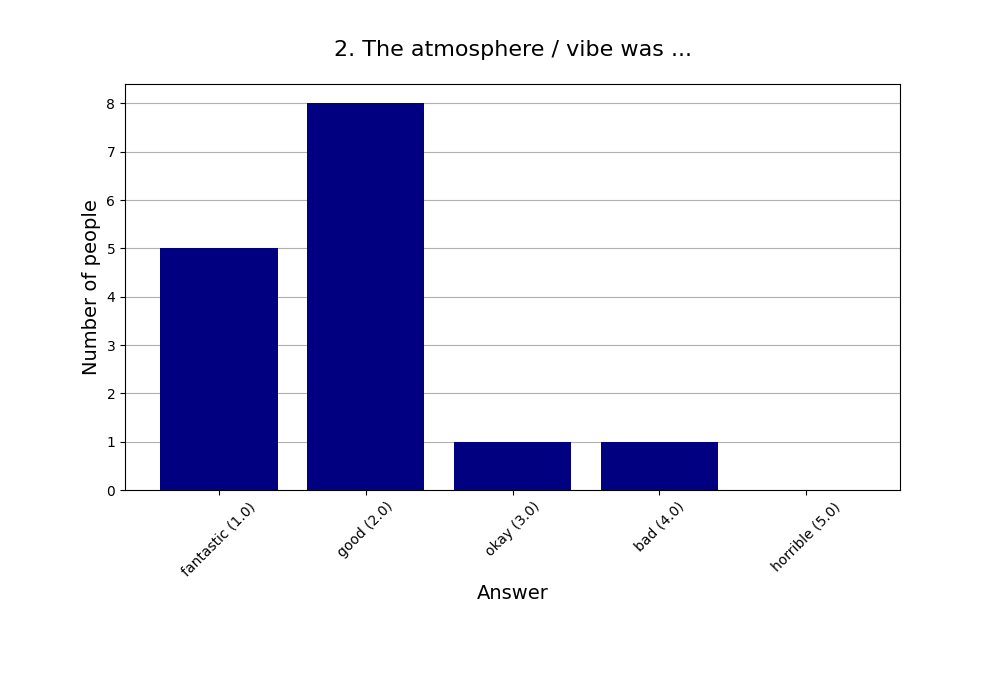 2. The atmosphere / vibe was ...
Number of people
8
7
6
5
4
3
2
1
0
fantastic (1.0)
good (2.0)
okay (3.0)
bad (4.0)
horrible (5.0)
Answer